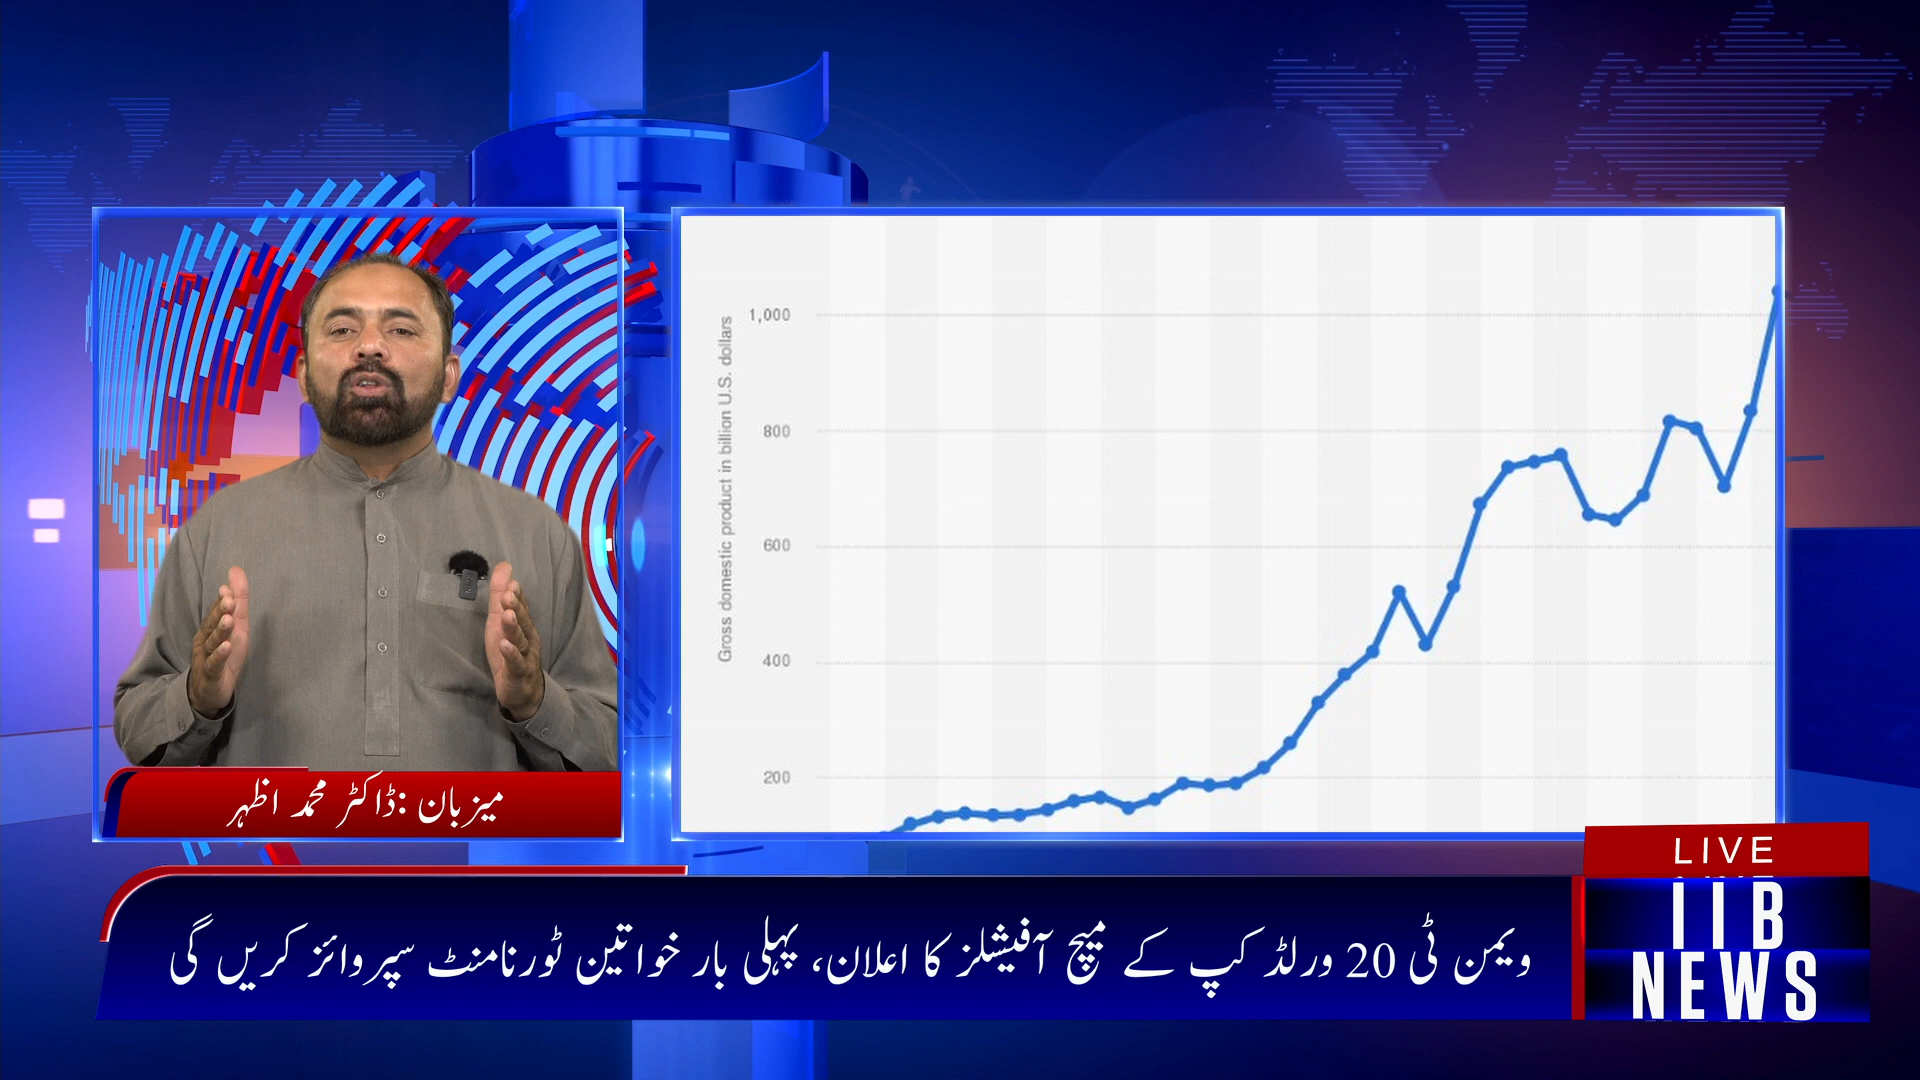 1,000
800
600
400
200
Gross domestic product in billion U.S. dollars
میزبان :ڈاکٹر محمد اظہر
LIVE
ویمن ٹی 20 ورلڈ کپ کے میچ آفیشلز کا اعلان، پہلی بار خواتین ٹورنامنٹ سپروائز کریں گی
IIB
NEWS